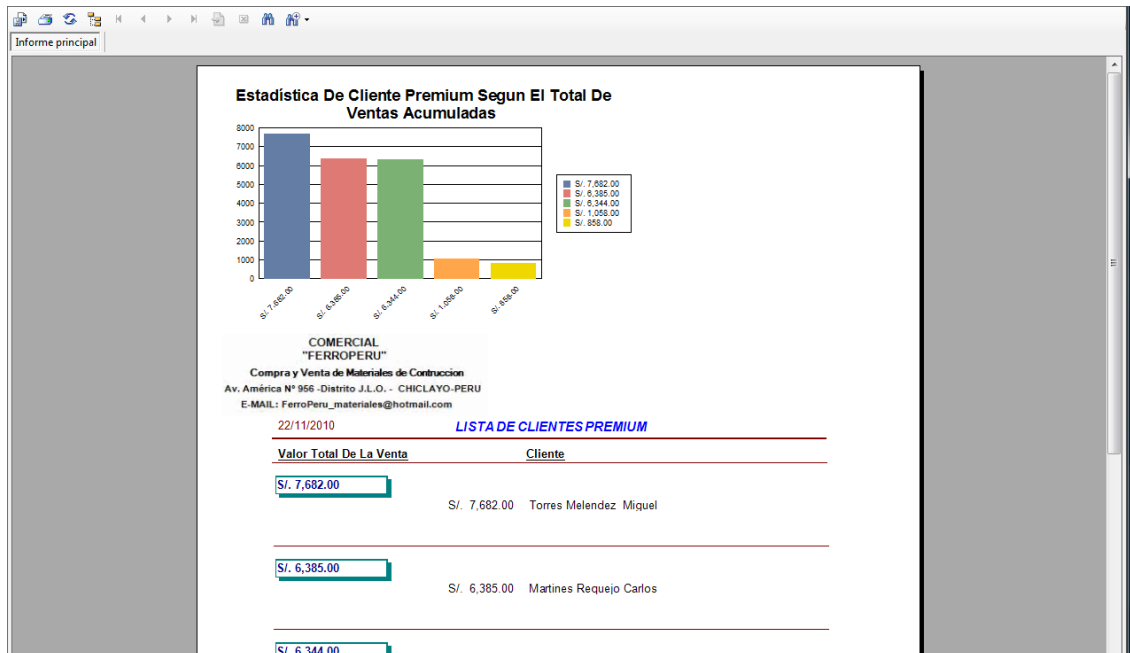 Informe principal
Estadística De Cliente Premium Segun El Total De
Ventas Acumuladas
8000
7000
6000
5000
4000
3000
2000
1000
0
S/. 7,682.00
S/. 6,385.00
S/. 6,344.00
S/. 1,058.00
S/. 858.00
S/. 7,682.00
S/. 6,385.00
S/. 6,344.00
S/. 1,058.00
S/. 858.00
COMERCIAL
"FERROPERU"
Compra y Venta de Materiales de Contruccion
Av. América Nº 956 -Distrito J.L.O. - CHICLAYO-PERU
E-MAIL: FerroPeru_materiales@hotmail.com
22/11/2010 LISTA DE CLIENTES PREMIUM
Valor Total De La Venta Cliente
S/. 7,682.00
S/. 7,682.00 Torres Melendez Miguel
S/. 6,385.00
S/. 6,385.00 Martines Requejo Carlos
S/. 6,344.00